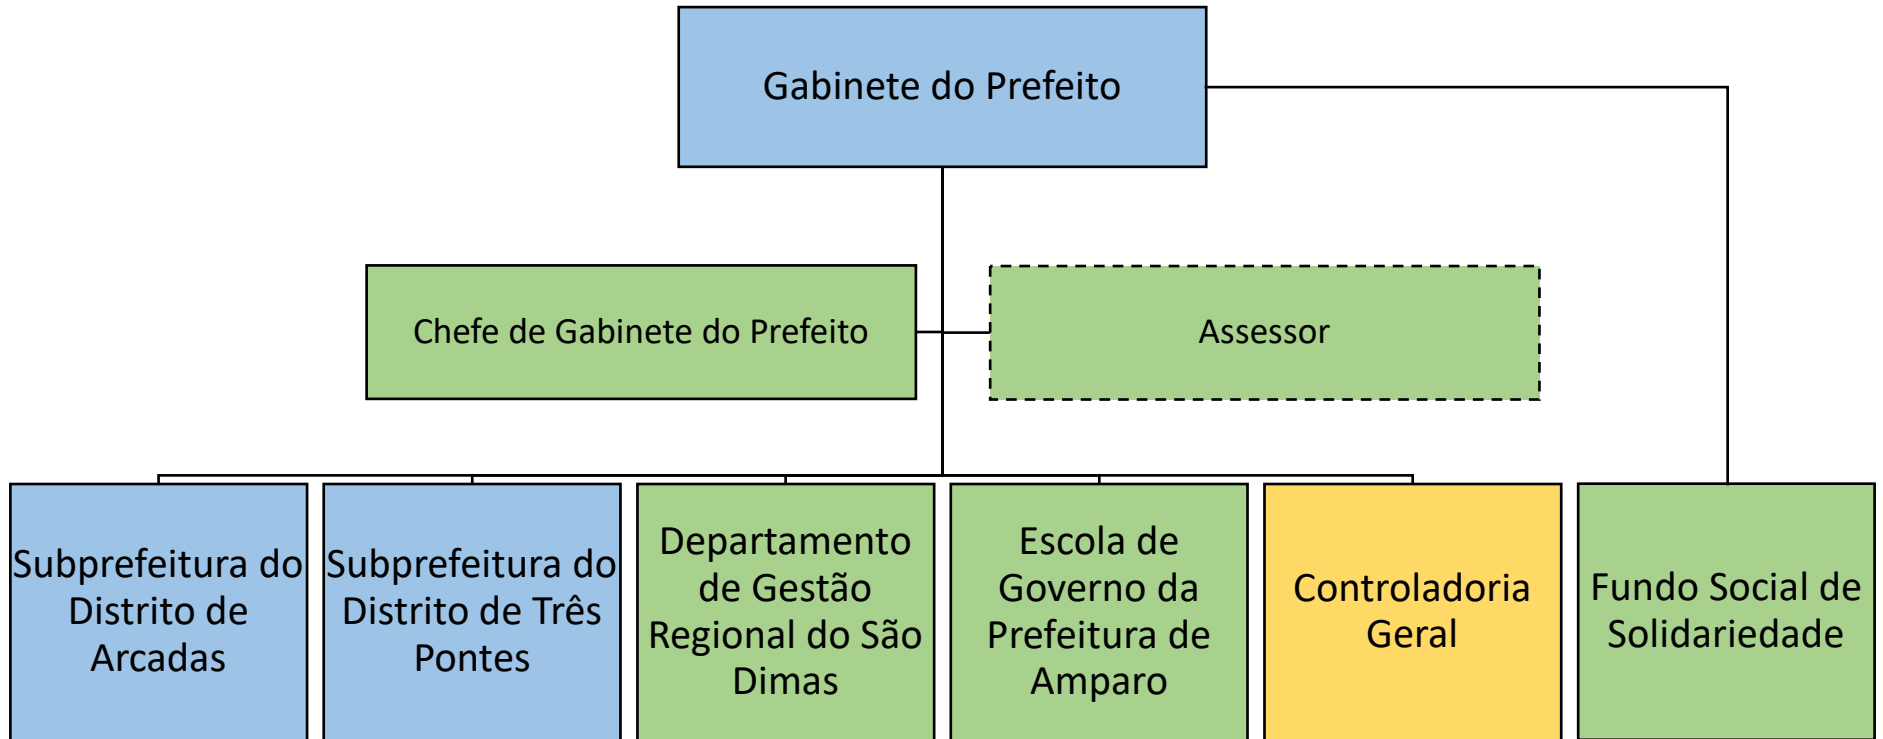 Gabinete do Prefeito
Chefe de Gabinete do Prefeito
Assessor
Subprefeitura do
Distrito de
Arcadas
Subprefeitura do
Distrito de Três
Pontes
Departamento
de Gestão
Regional do São
Dimas
Escola de
Governo da
Prefeitura de
Amparo
Controladoria
Geral
Fundo Social de
Solidariedade